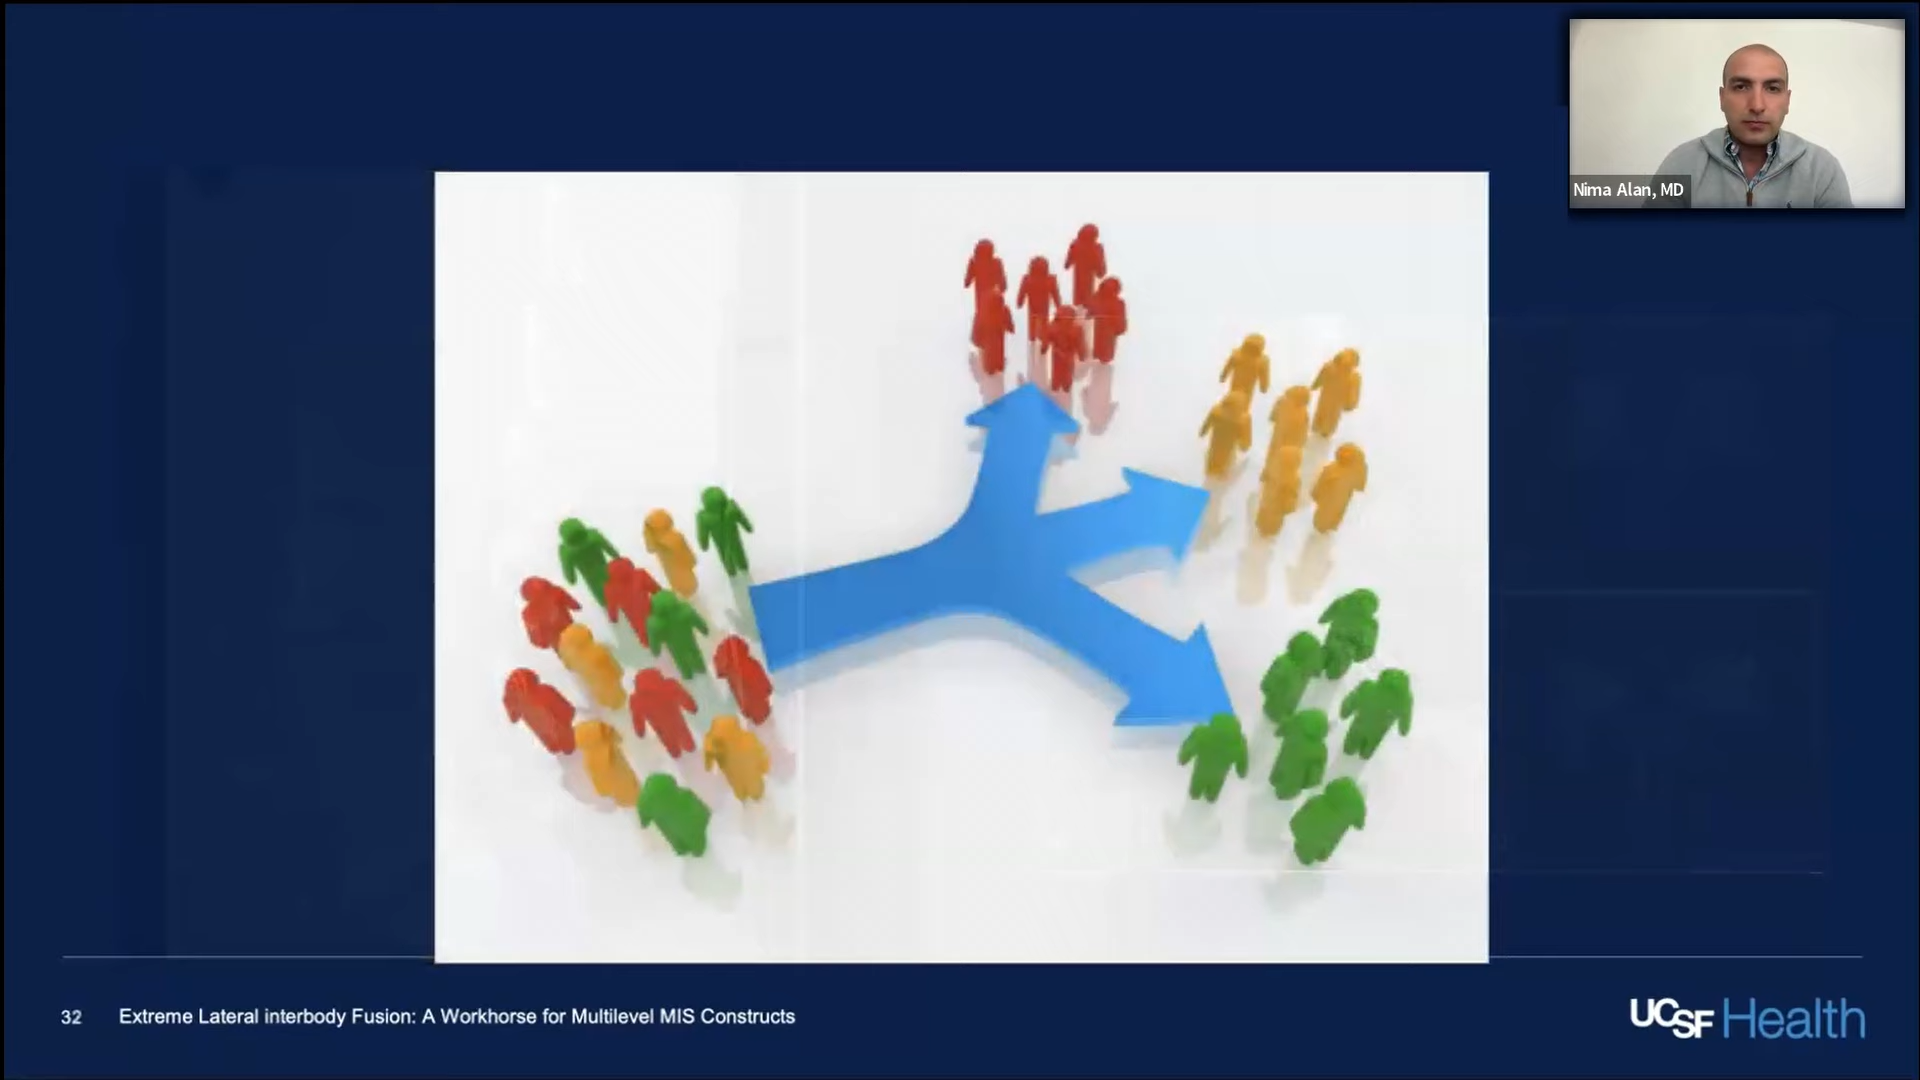 Nima Alan, MD
32 Extreme Lateral interbody Fusion: A Workhorse for Multilevel MIS Constructs
UCSF Health